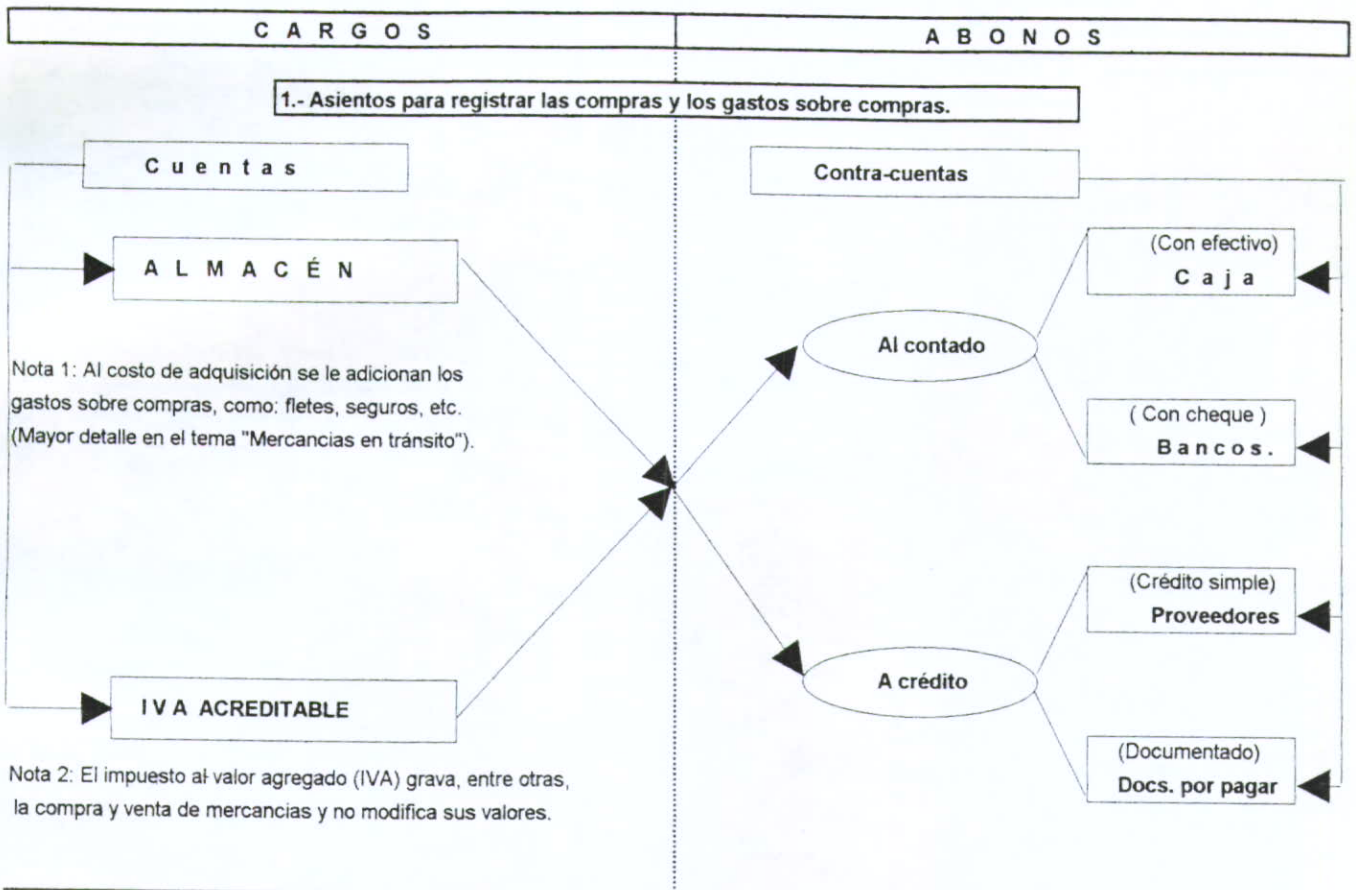 C A R G O S
A B O N O S
1.- Asientos para registrar las compras y los gastos sobre compras.
C u e n t a s
Contra-cuentas
A L M A C É N
(Con efectivo)
C a j a
Al contado
Nota 1: Al costo de adquisición se le adicionan los
gastos sobre compras, como: fletes, seguros, etc.
(Mayor detalle en el tema "Mercancias en tránsito").
( Con cheque )
B a n c o s .
(Crédito simple)
Proveedores
A crédito
I V A ACREDITABLE
(Documentado)
Docs. por pagar
Nota 2: El impuesto al valor agregado (IVA) grava, entre otras,
la compra y venta de mercancias y no modifica sus valores.